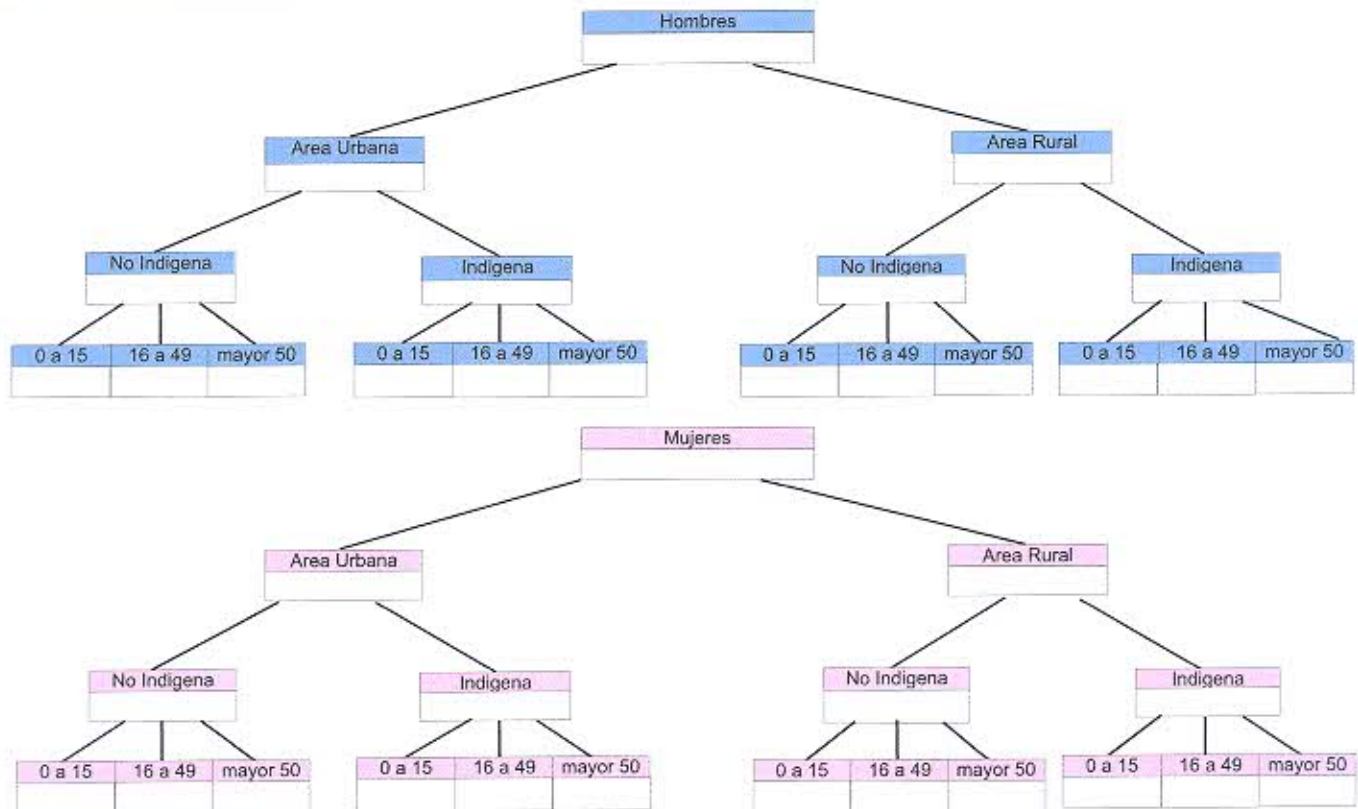 Hombres
Area Urbana Area Rural
No Indigena Indigena No Indigena Indigena
0 a 15 16 a 49 mayor 50 0 a 15 16 a 49 mayor 50 0 a 15 16 a 49 mayor 50 0 a 15 16 a 49 mayor 50
Mujeres
Area Urbana Area Rural
No Indigena Indigena No Indigena Indigena
0 a 15 16 a 49 mayor 50 0 a 15 16 a 49 mayor 50 0 a 15 16 a 49 mayor 50 0 a 15 16 a 49 mayor 50